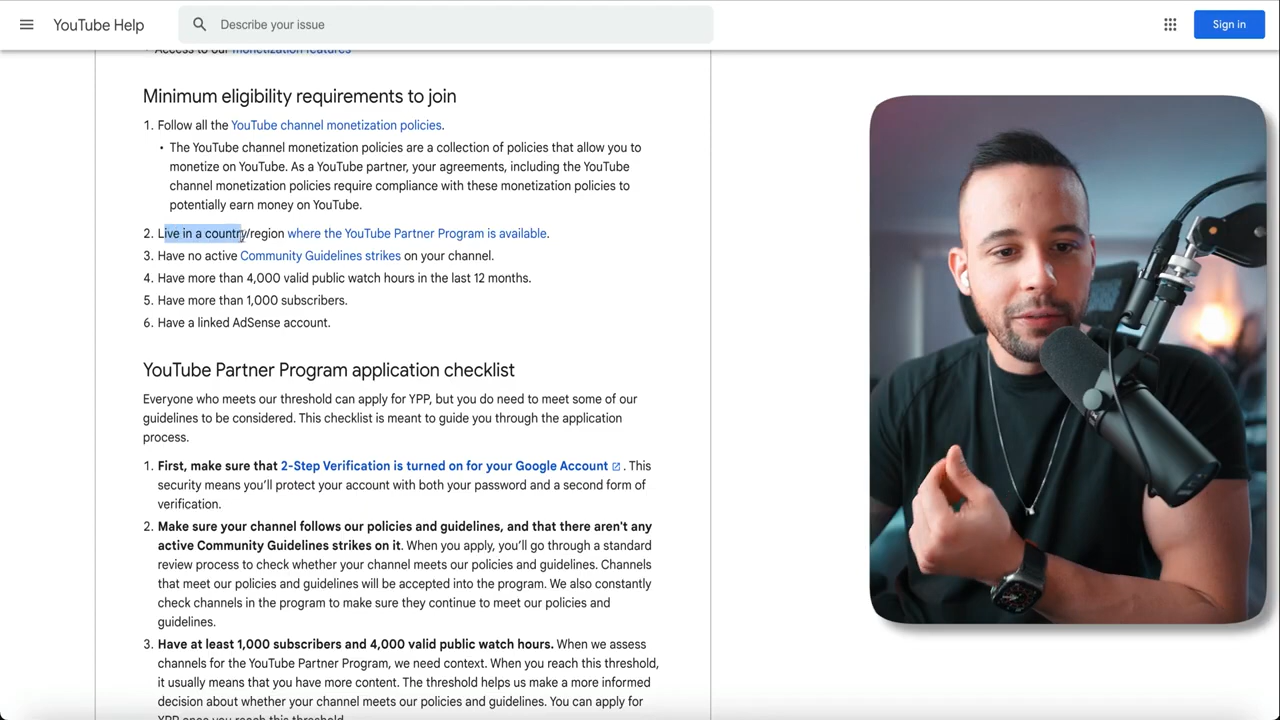 YouTube Help
Describe your issue
Sign in
Access to our monetization features
Minimum eligibility requirements to join
1. Follow all the YouTube channel monetization policies.
• The YouTube channel monetization policies are a collection of policies that allow you to
monetize on YouTube. As a YouTube partner, your agreements, including the YouTube
channel monetization policies require compliance with these monetization policies to
potentially earn money on YouTube.
2. Live in a country/region where the YouTube Partner Program is available.
3. Have no active Community Guidelines strikes on your channel.
4. Have more than 4,000 valid public watch hours in the last 12 months.
5. Have more than 1,000 subscribers.
6. Have a linked AdSense account.
YouTube Partner Program application checklist
Everyone who meets our threshold can apply for YPP, but you do need to meet some of our
guidelines to be considered. This checklist is meant to guide you through the application
process.
1. First, make sure that 2-Step Verification is turned on for your Google Account. This
security means you'll protect your account with both your password and a second form of
verification.
2. Make sure your channel follows our policies and guidelines, and that there aren't any
active Community Guidelines strikes on it. When you apply, you'll go through a standard
review process to check whether your channel meets our policies and guidelines. Channels
that meet our policies and guidelines will be accepted into the program. We also constantly
check channels in the program to make sure they continue to meet our policies and
guidelines.
3. Have at least 1,000 subscribers and 4,000 valid public watch hours. When we assess
channels for the YouTube Partner Program, we need context. When you reach this threshold,
it usually means that you have more content. The threshold helps us make a more informed
decision about whether your channel meets our policies and guidelines. You can apply for
YPP once you reach this threshold.